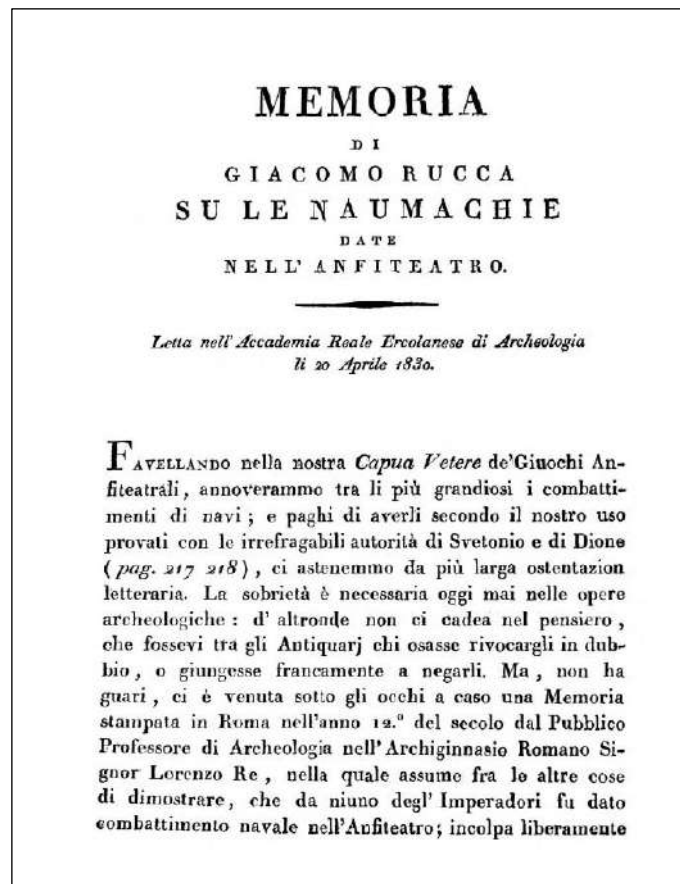 MEMORIA
DI
GIACOMO RUCCA
SU LE NAUMACHIE
DATE
NELL' ANFITEATRO.
Letta nell' Accademia Reale Ercolanese di Archeologia
li 20 Aprile 1830.
FAVELLANDO nella nostra Capua Vetere de'Giuochi An-
fiteatrali, annoverammo tra li più grandiosi i combatti-
menti di navi; e paghi di averli secondo il nostro uso
provati con le irrefragabili autorità di Svetonio e di Dione
(pag. 217 218), ci astenemmo da più larga ostentazion
letteraria. La sobrietà è necessaria oggi mai nelle opere
archeologiche: d' altronde non ci cadea nel pensiero,
che fossevi tra gli Antiquarj chi osasse rivocargli in dub-
bio, o giungesse francamente a negarli. Ma, non ha
guari, ci è venuta sotto gli occhi a caso una Memoria
stampata in Roma nell'anno 12.º del secolo dal Pubblico
Professore di Archeologia nell'Archiginnasio Romano Si-
gnor Lorenzo Re, nella quale assume fra le altre cose
di dimostrare, che da niuno degl' Imperadori fu dato
combattimento navale nell'Anfiteatro; incolpa liberamente